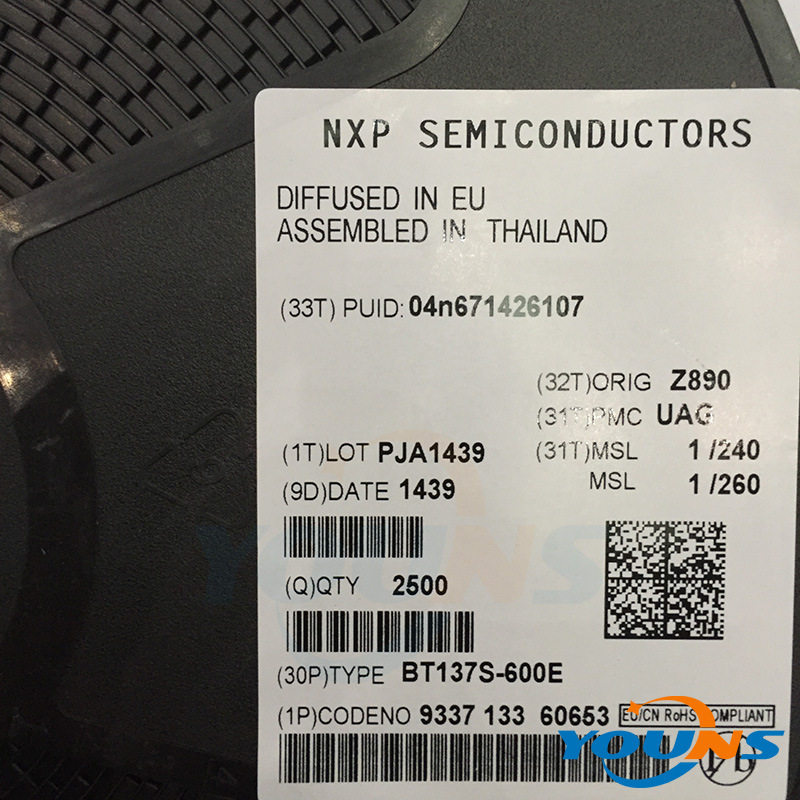 NXP SEMICONDUCTORS
DIFFUSED IN EU
ASSEMBLED IN THAILAND
(33T) PUID: 04n671426107
(32T)ORIG Z890
(31T)PMC UAG
(1T)LOT PJA1439 (31T)MSL 1 /240
(9D)DATE 1439 MSL 1 /260
(Q)QTY 2500
(30P)TYPE BT137S-600E
(1P)CODENO 9337 133 60653 EU/CN RoHS COMPLIANT
YOUNS
YOUNS